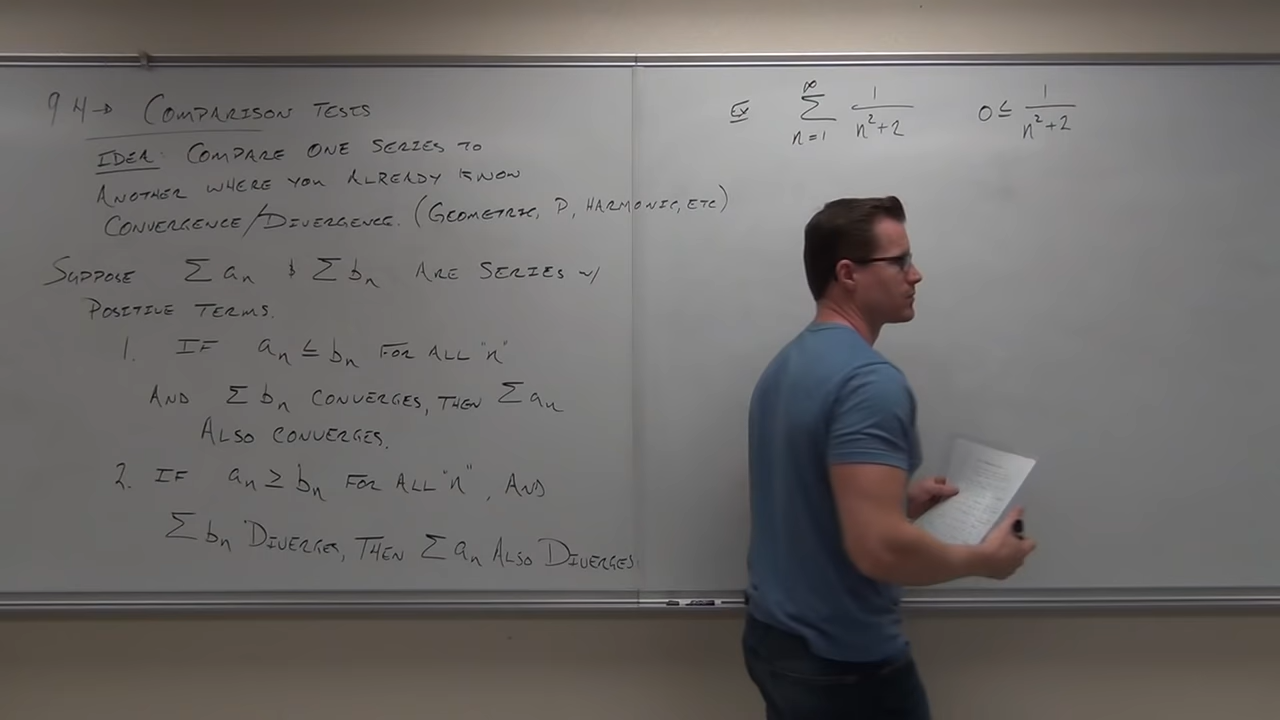 9.4 → COMPARISON TESTS
IDEA: COMPARE ONE SERIES TO
ANOTHER WHERE YOU ALREADY KNOW
CONVERGENCE/DIVERGENCE. (GEOMETRIC, P, HARMONIC, ETC)
SUPPOSE Σ aₙ & Σ bₙ ARE SERIES w/
POSITIVE TERMS.
1. IF aₙ ≤ bₙ FOR ALL "n"
AND Σ bₙ CONVERGES, THEN Σ aₙ
ALSO CONVERGES.
2. IF aₙ ≥ bₙ FOR ALL "n", AND
Σ bₙ DIVERGES, THEN Σ aₙ ALSO DIVERGES.
Ex ∞ Σ n=1 1/(n²+2) 0 ≤ 1/(n²+2)